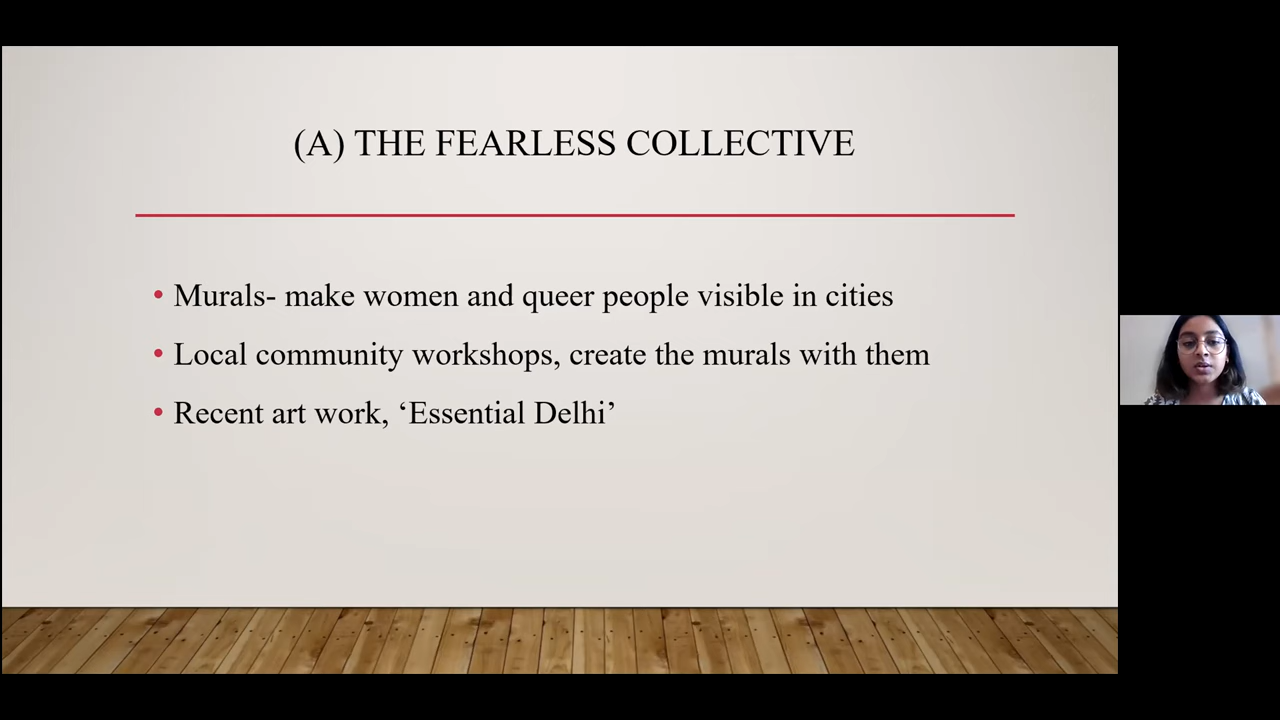 (A) THE FEARLESS COLLECTIVE
• Murals- make women and queer people visible in cities
• Local community workshops, create the murals with them
• Recent art work, ‘Essential Delhi’